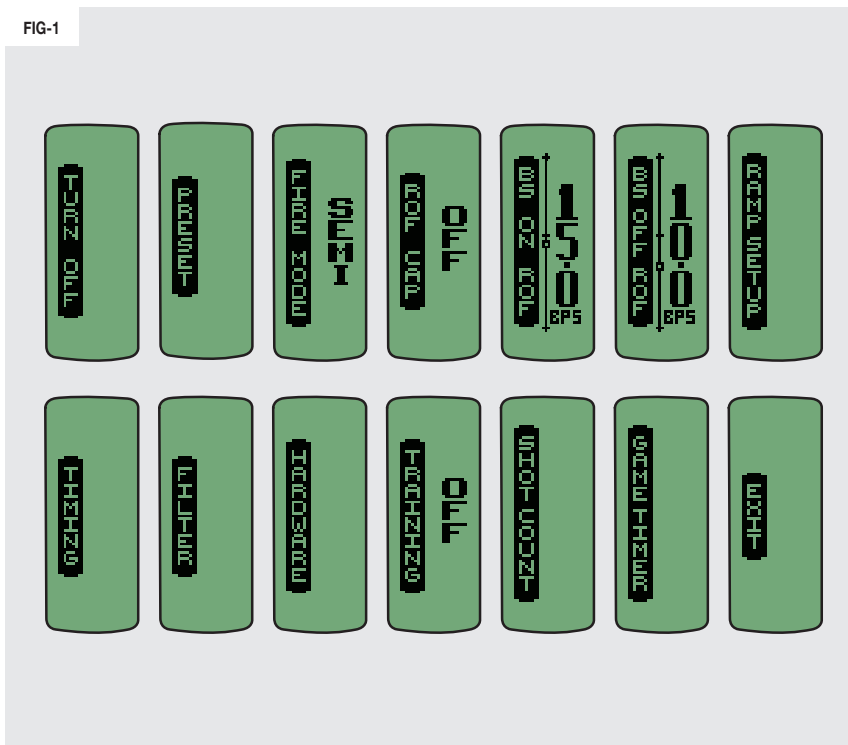 FIG-1
TURN OFF
PRESET
FIRE MODE
SEMI
ROF CAP
OFF
BS ON ROF
15.0
BPS
BS OFF ROF
10.0
BPS
RAMP SETUP
TIMING
FILTER
HARDWARE
TRAINING
OFF
SHOT COUNT
GAME TIMER
EXIT